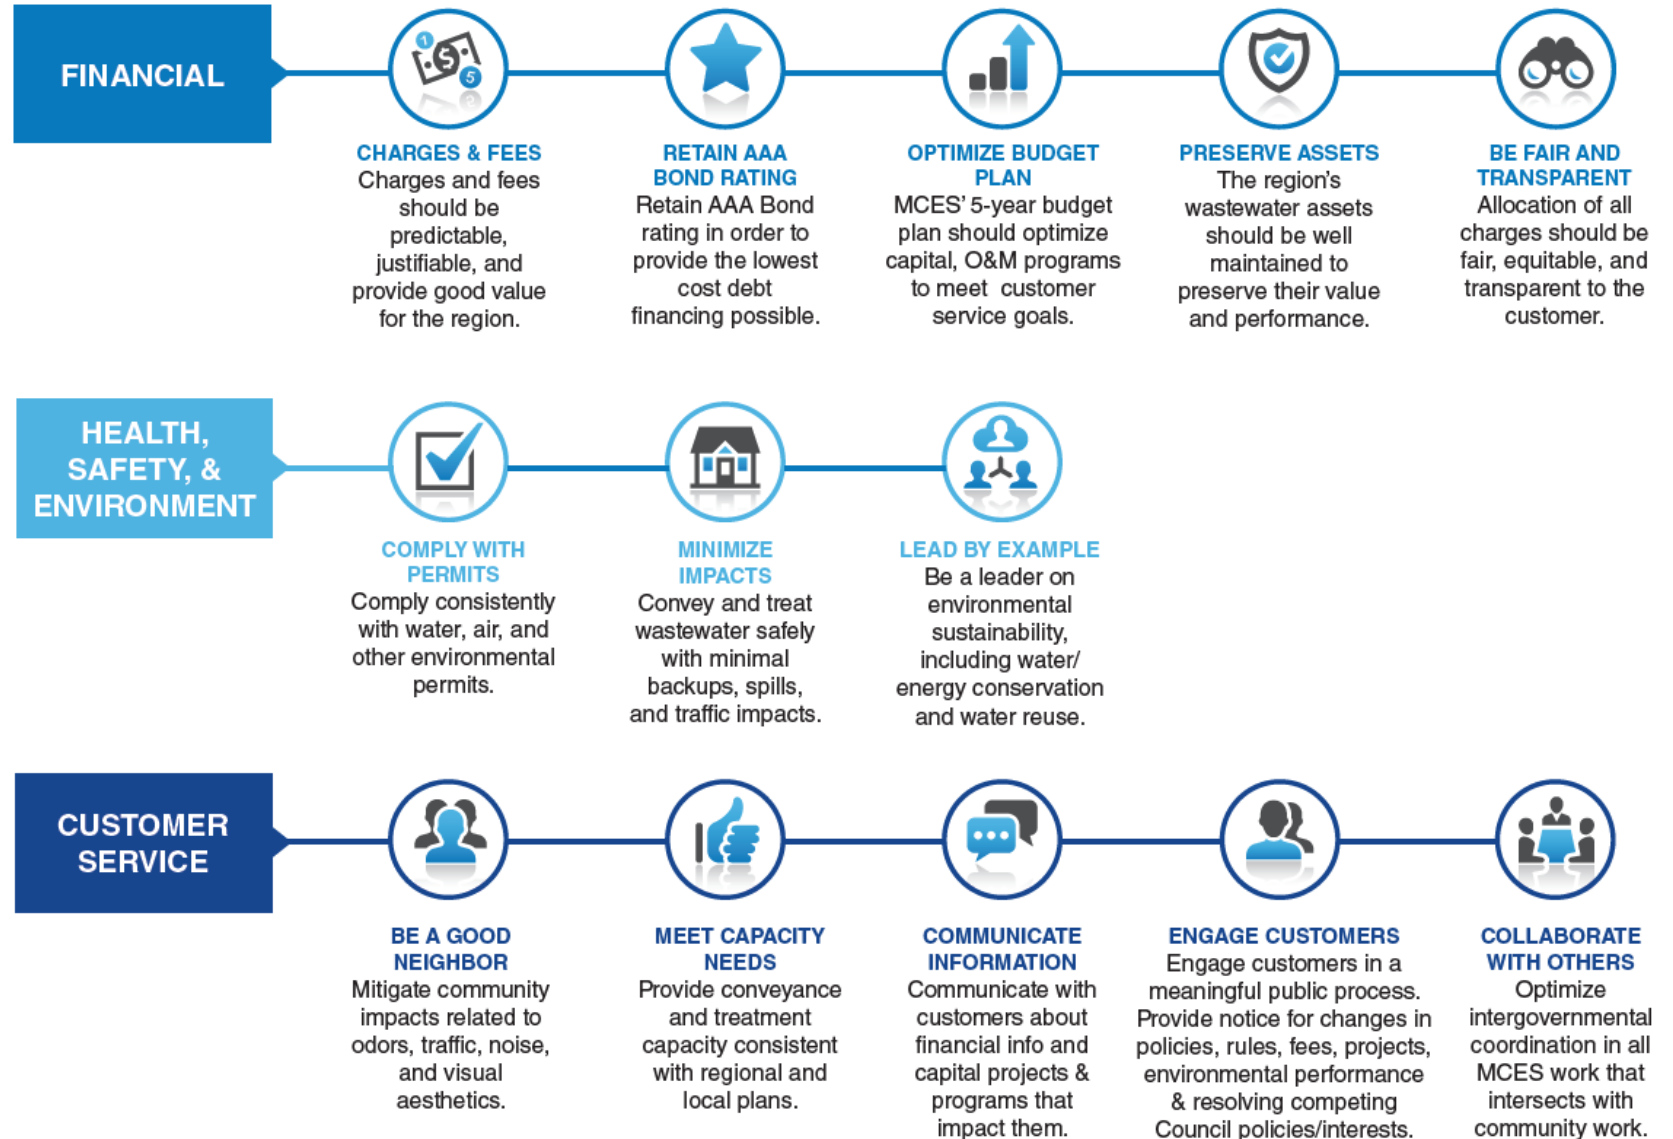 FINANCIAL
1
$
5
CHARGES & FEES
Charges and fees
should be
predictable,
justifiable, and
provide good value
for the region.
RETAIN AAA
BOND RATING
Retain AAA Bond
rating in order to
provide the lowest
cost debt
financing possible.
OPTIMIZE BUDGET
PLAN
MCES' 5-year budget
plan should optimize
capital, O&M programs
to meet customer
service goals.
PRESERVE ASSETS
The region's
wastewater assets
should be well
maintained to
preserve their value
and performance.
BE FAIR AND
TRANSPARENT
Allocation of all
charges should be
fair, equitable, and
transparent to the
customer.
HEALTH,
SAFETY, &
ENVIRONMENT
COMPLY WITH
PERMITS
Comply consistently
with water, air, and
other environmental
permits.
MINIMIZE
IMPACTS
Convey and treat
wastewater safely
with minimal
backups, spills,
and traffic impacts.
LEAD BY EXAMPLE
Be a leader on
environmental
sustainability,
including water/
energy conservation
and water reuse.
CUSTOMER
SERVICE
BE A GOOD
NEIGHBOR
Mitigate community
impacts related to
odors, traffic, noise,
and visual
aesthetics.
MEET CAPACITY
NEEDS
Provide conveyance
and treatment
capacity consistent
with regional and
local plans.
COMMUNICATE
INFORMATION
Communicate with
customers about
financial info and
capital projects &
programs that
impact them.
ENGAGE CUSTOMERS
Engage customers in a
meaningful public process.
Provide notice for changes in
policies, rules, fees, projects,
environmental performance
& resolving competing
Council policies/interests.
COLLABORATE
WITH OTHERS
Optimize
intergovernmental
coordination in all
MCES work that
intersects with
community work.